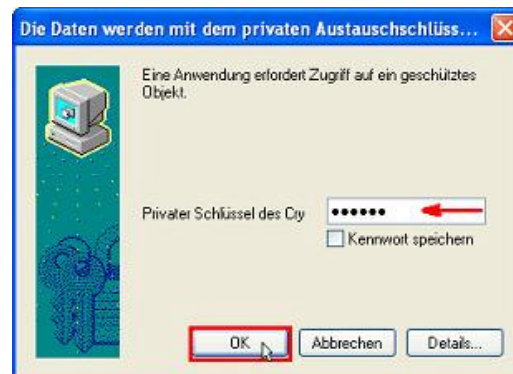 Die Daten werden mit dem privaten Austauschschlüss...
Eine Anwendung erfordert Zugriff auf ein geschütztes
Objekt.
Privater Schlüssel des Cry
••••••
Kennwort speichern
OK
Abbrechen
Details...